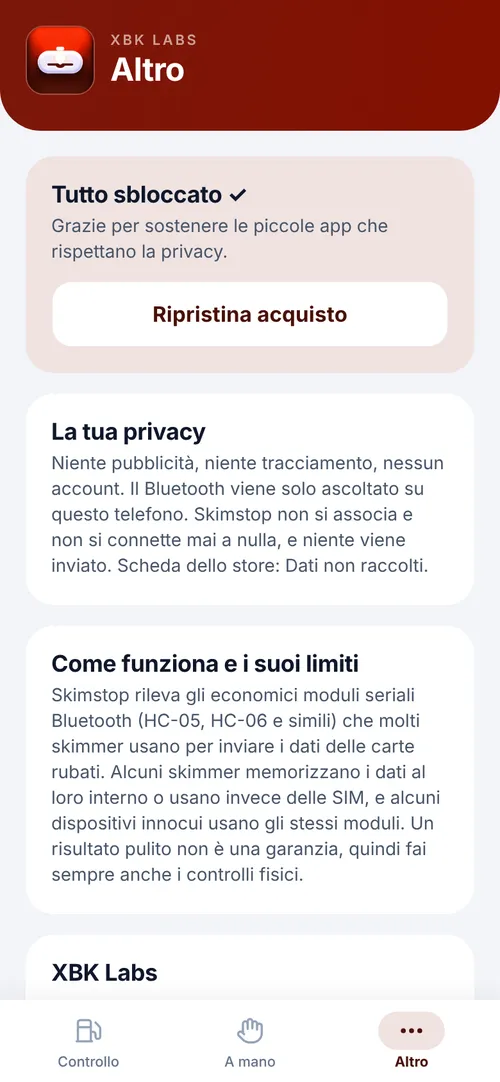 XBK LABS
Altro
Tutto sbloccato ✓
Grazie per sostenere le piccole app che
rispettano la privacy.
Ripristina acquisto
La tua privacy
Niente pubblicità, niente tracciamento, nessun
account. Il Bluetooth viene solo ascoltato su
questo telefono. Skimstop non si associa e
non si connette mai a nulla, e niente viene
inviato. Scheda dello store: Dati non raccolti.
Come funziona e i suoi limiti
Skimstop rileva gli economici moduli seriali
Bluetooth (HC-05, HC-06 e simili) che molti
skimmer usano per inviare i dati delle carte
rubati. Alcuni skimmer memorizzano i dati al
loro interno o usano invece delle SIM, e alcuni
dispositivi innocui usano gli stessi moduli. Un
risultato pulito non è una garanzia, quindi fai
sempre anche i controlli fisici.
XBK Labs
Controllo
A mano
Altro